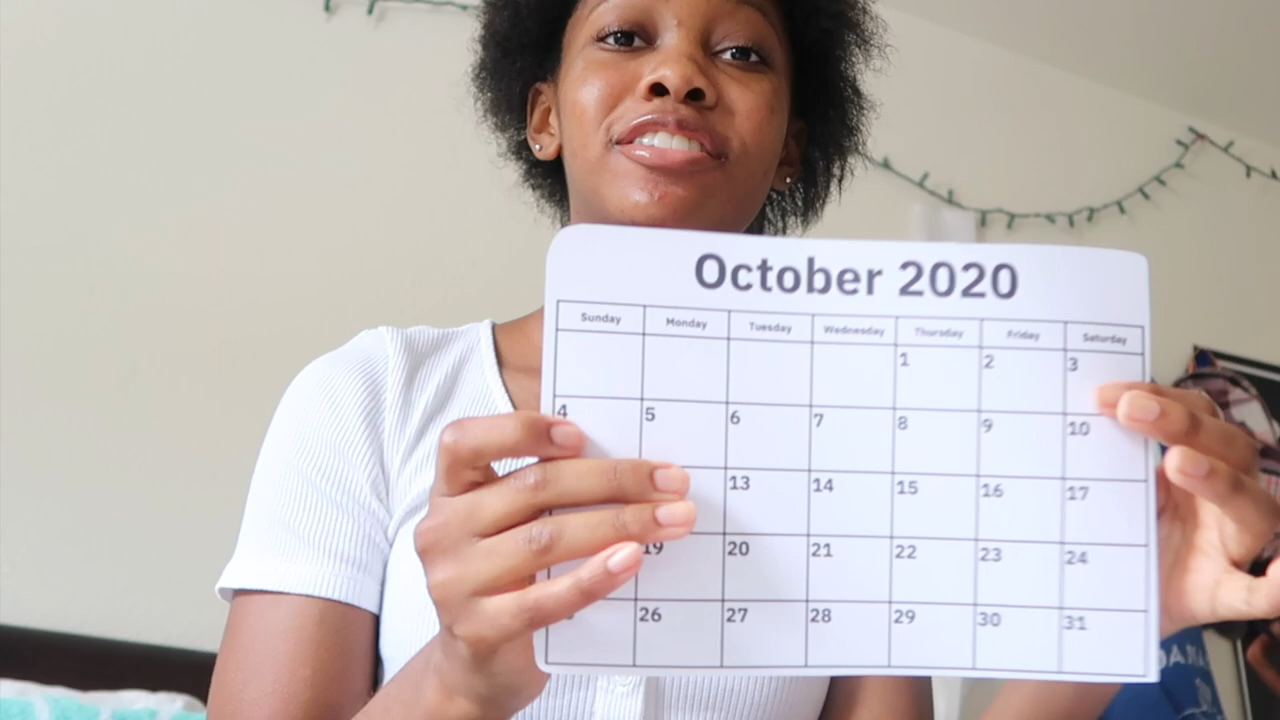 October 2020
Sunday Monday Tuesday Wednesday Thursday Friday Saturday
1 2 3
4 5 6 7 8 9 10
13 14 15 16 17
19 20 21 22 23 24
26 27 28 29 30 31